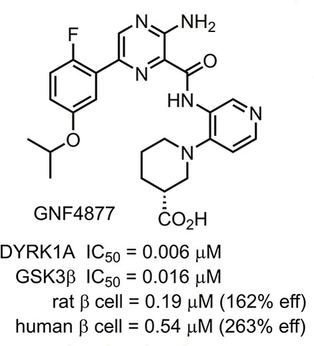 F
N
NH₂
N
O
HN
N
O
N
CO₂H
GNF4877
DYRK1A IC₅₀ = 0.006 μM
GSK3β IC₅₀ = 0.016 μM
rat β cell = 0.19 μM (162% eff)
human β cell = 0.54 μM (263% eff)